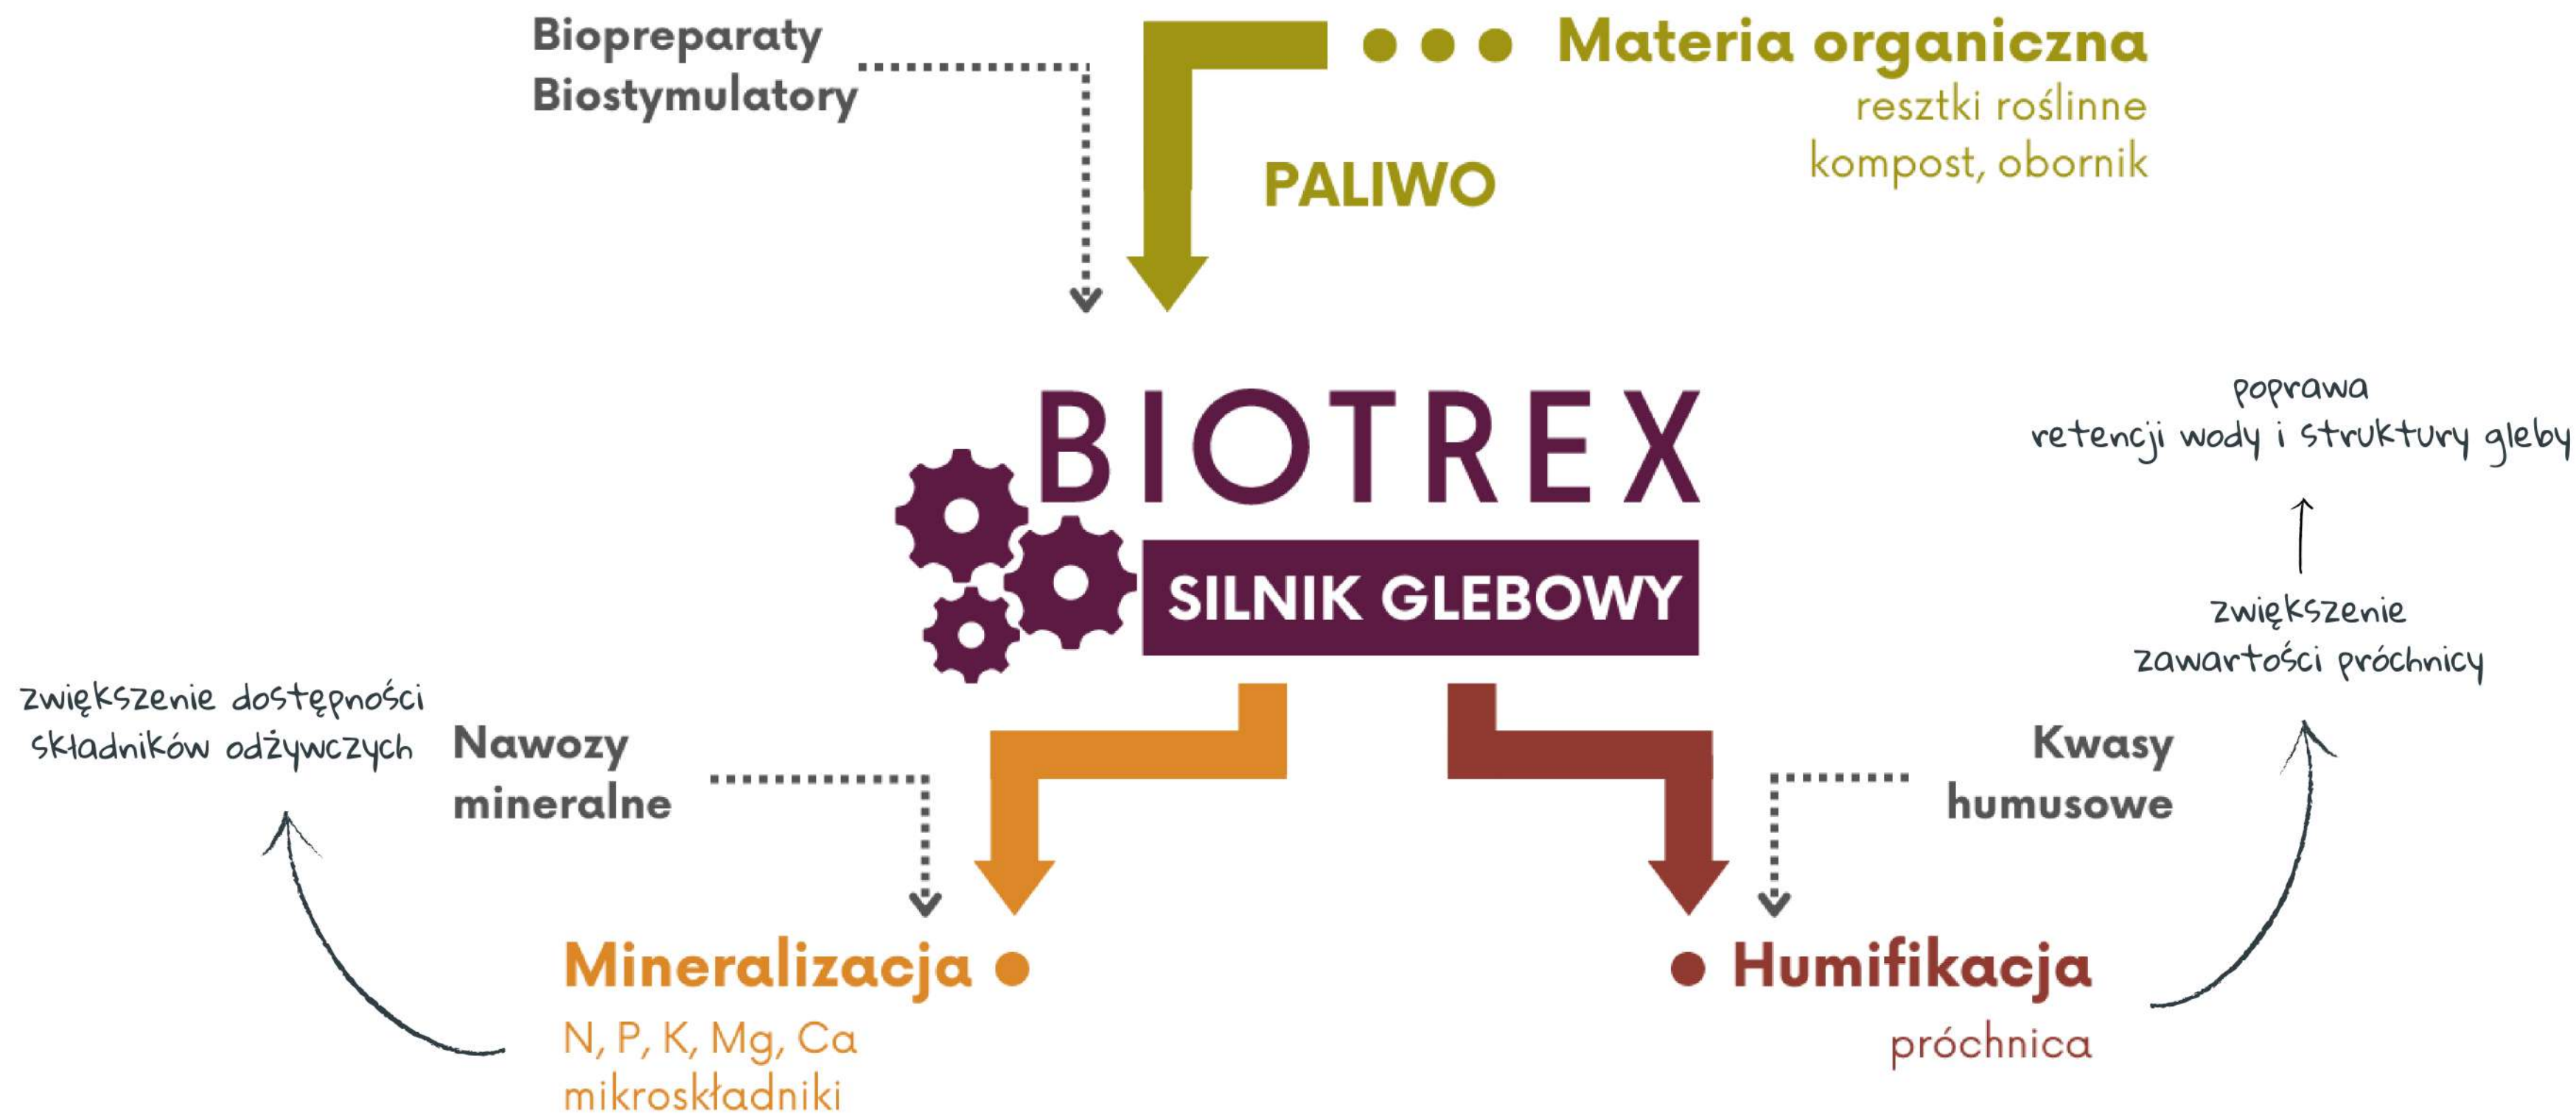 Biopreparaty
Biostymulatory
Materia organiczna
resztki roślinne
kompost, obornik
PALIWO
BIOTREX
SILNIK GLEBOWY
poprawa
retencji wody i struktury gleby
zwiększenie
zawartości próchnicy
zwiększenie dostępności
składników odżywczych
Nawozy
mineralne
Kwasy
humusowe
Mineralizacja
N, P, K, Mg, Ca
mikroskładniki
Humifikacja
próchnica